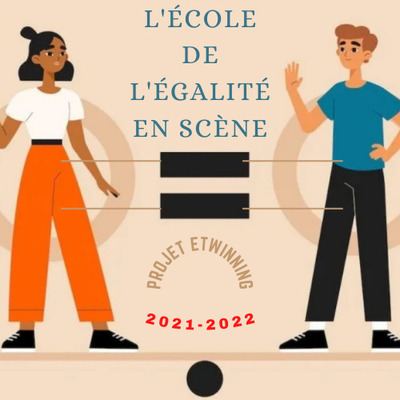 L'ÉCOLE
DE
L'ÉGALITÉ
EN SCÈNE
PROJET ETWINNING
2021-2022